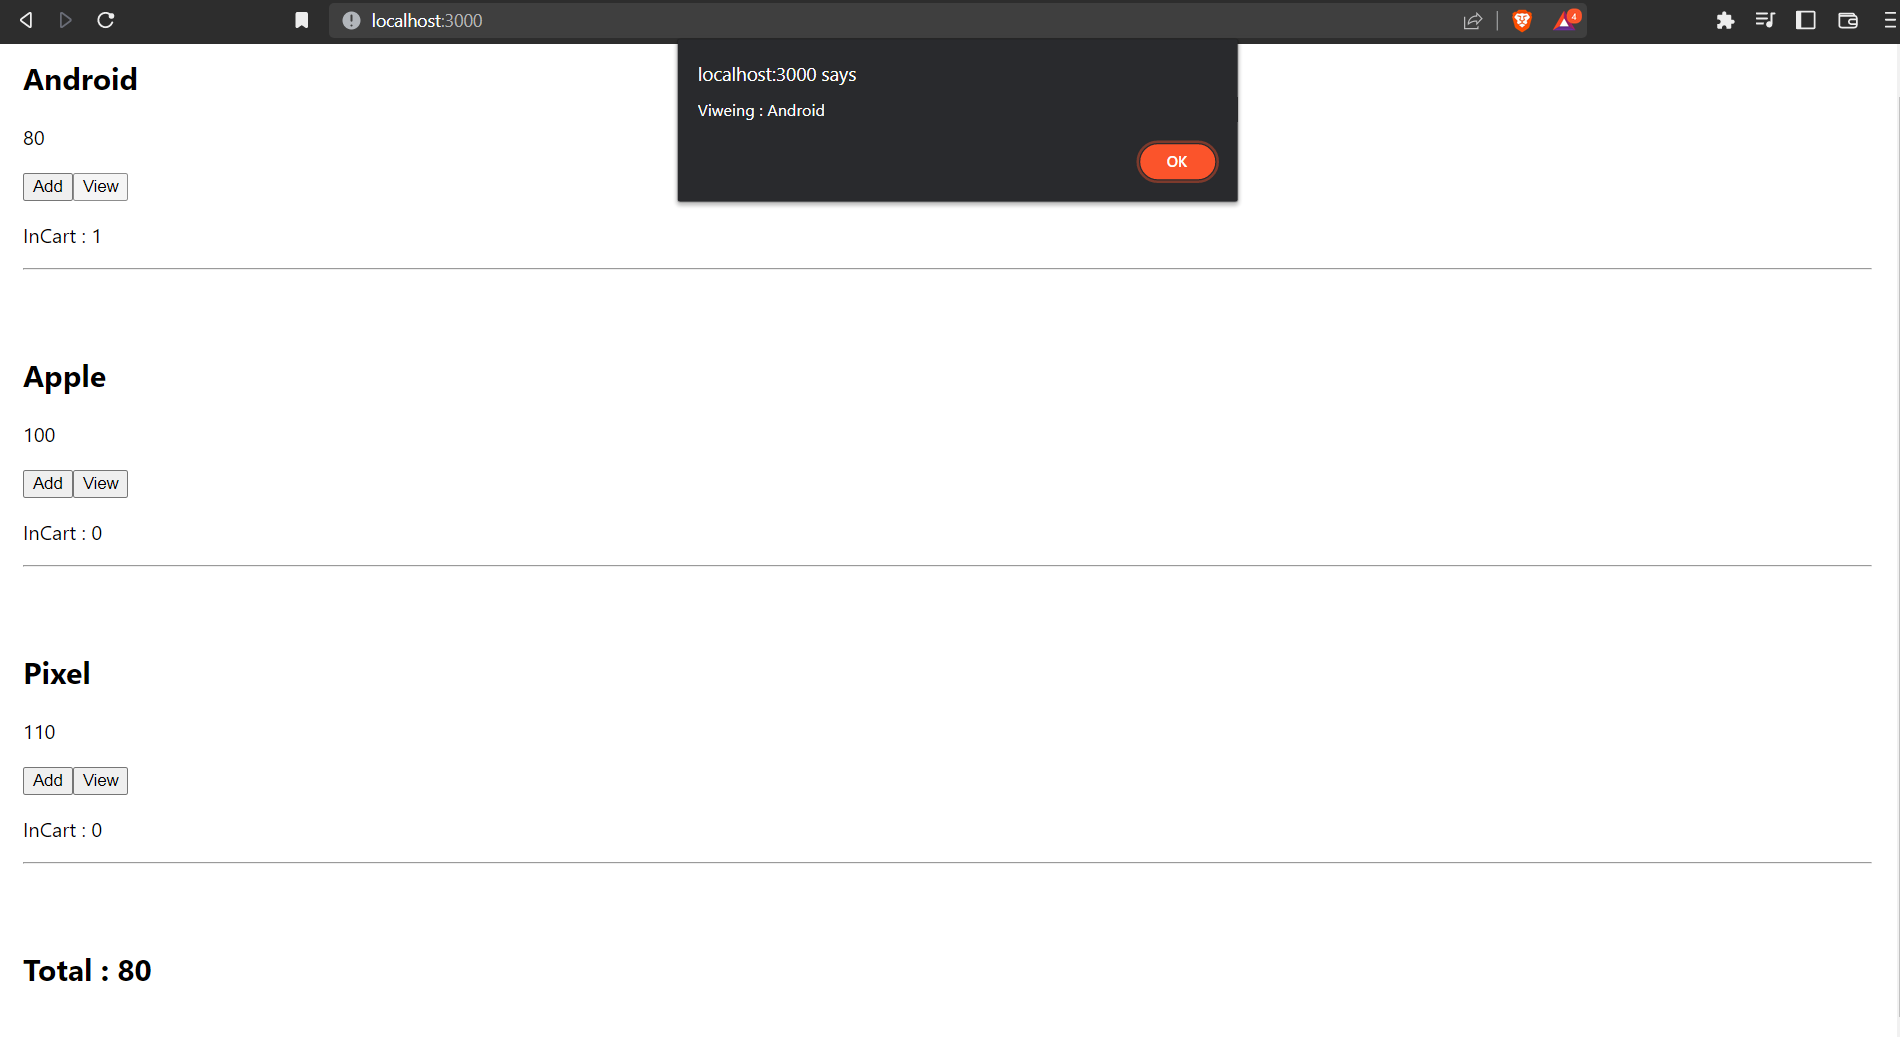 localhost:3000
4
localhost:3000 says
Viweing : Android
OK
Android
80
Add View
InCart : 1
Apple
100
Add View
InCart : 0
Pixel
110
Add View
InCart : 0
Total : 80